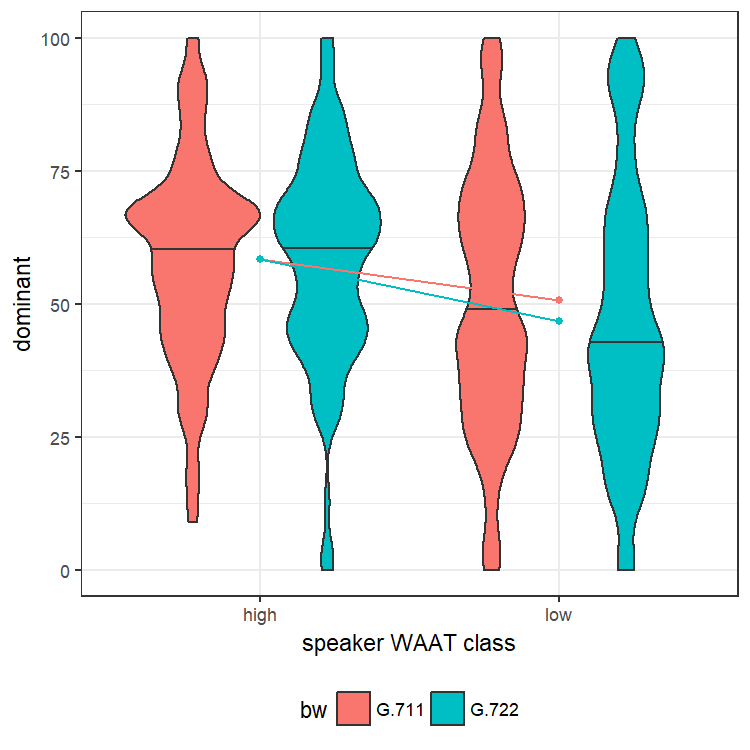 100
75
50
25
0
dominant
high low
speaker WAAT class
bw G.711 G.722